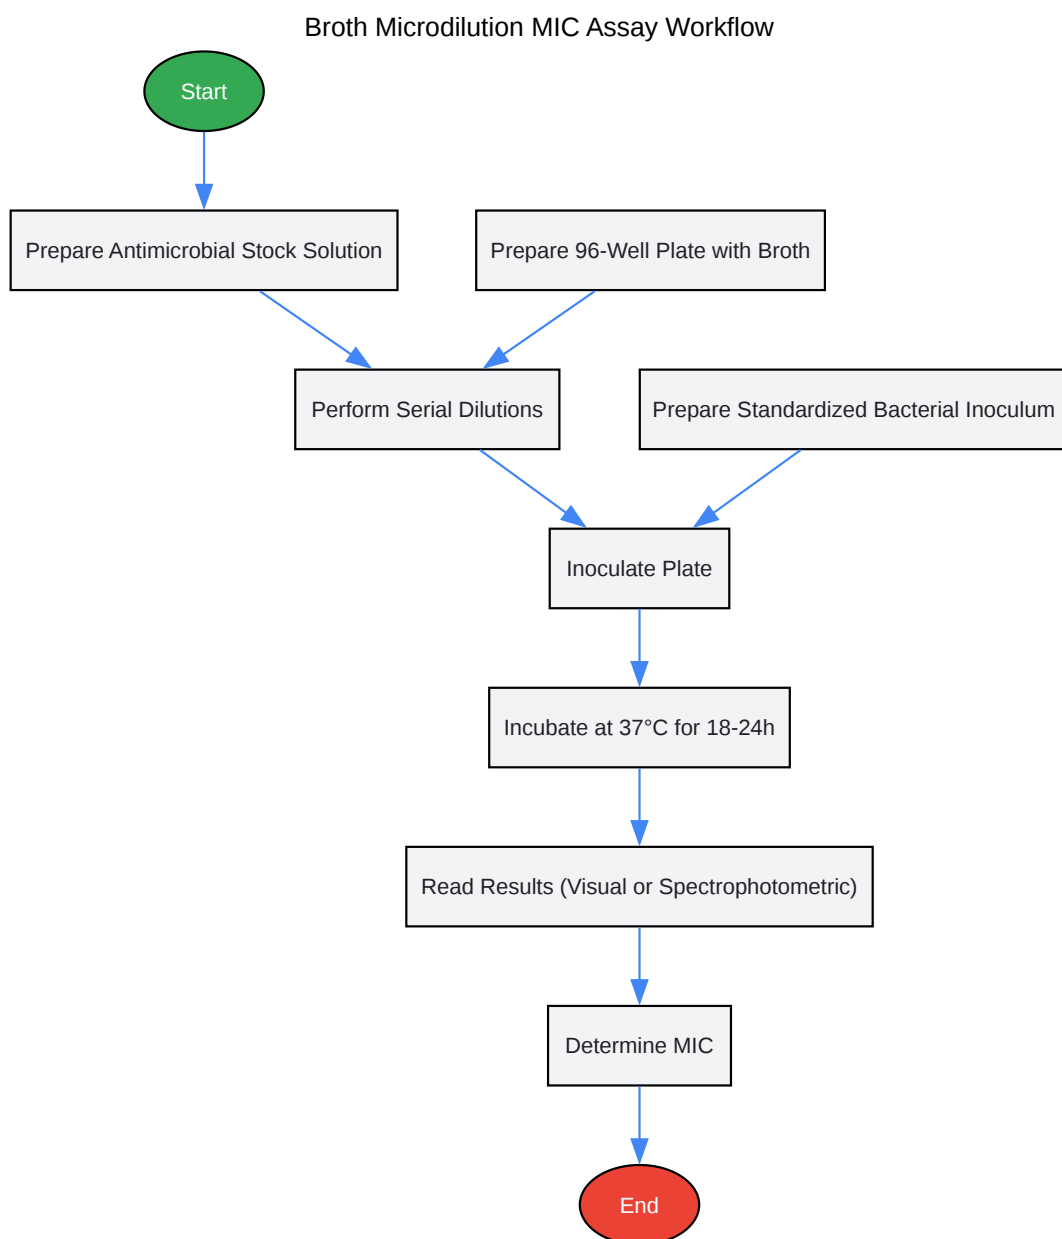 Broth Microdilution MIC Assay Workflow
Start
Prepare Antimicrobial Stock Solution
Prepare 96-Well Plate with Broth
Perform Serial Dilutions
Prepare Standardized Bacterial Inoculum
Inoculate Plate
Incubate at 37°C for 18-24h
Read Results (Visual or Spectrophotometric)
Determine MIC
End